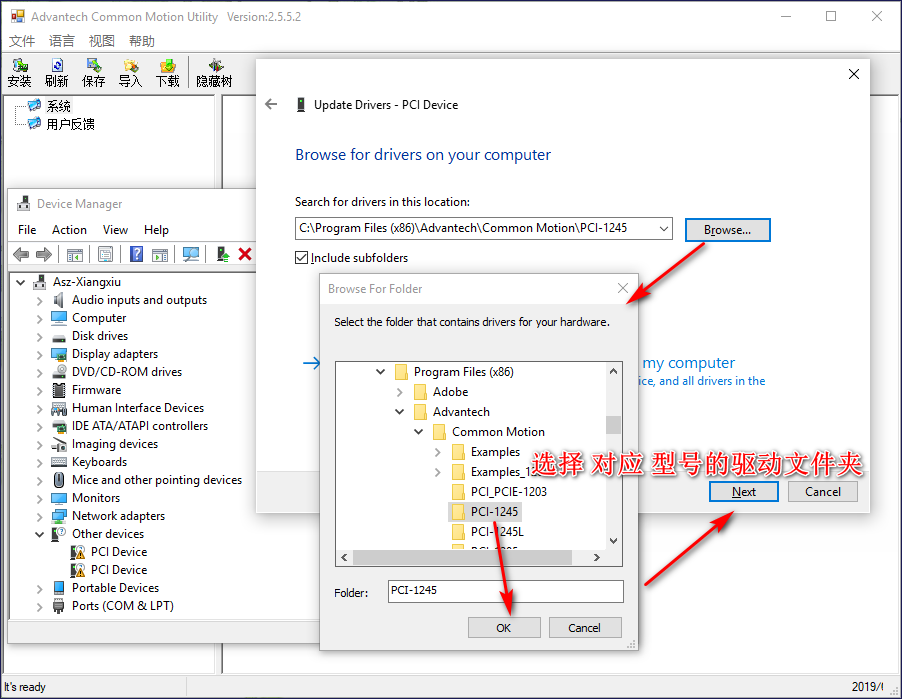 Advantech Common Motion Utility Version:2.5.5.2
文件 语言 视图 帮助
安装 刷新 保存 导入 下载 隐藏树
系统
用户反馈
Update Drivers - PCI Device
Browse for drivers on your computer
Search for drivers in this location:
C:\Program Files (x86)\Advantech\Common Motion\PCI-1245
Browse...
Include subfolders
my computer
ice, and all drivers in the
Next Cancel
Device Manager
File Action View Help
Asz-Xiangxiu
Audio inputs and outputs
Computer
Disk drives
Display adapters
DVD/CD-ROM drives
Firmware
Human Interface Devices
IDE ATA/ATAPI controllers
Imaging devices
Keyboards
Mice and other pointing devices
Monitors
Network adapters
Other devices
PCI Device
PCI Device
Portable Devices
Ports (COM & LPT)
Browse For Folder
Select the folder that contains drivers for your hardware.
Program Files (x86)
Adobe
Advantech
Common Motion
Examples
选择 对应 型号的驱动文件夹
PCI_PCIE-1203
PCI-1245
PCI-1245L
Folder: PCI-1245
OK Cancel
It's ready
2019/